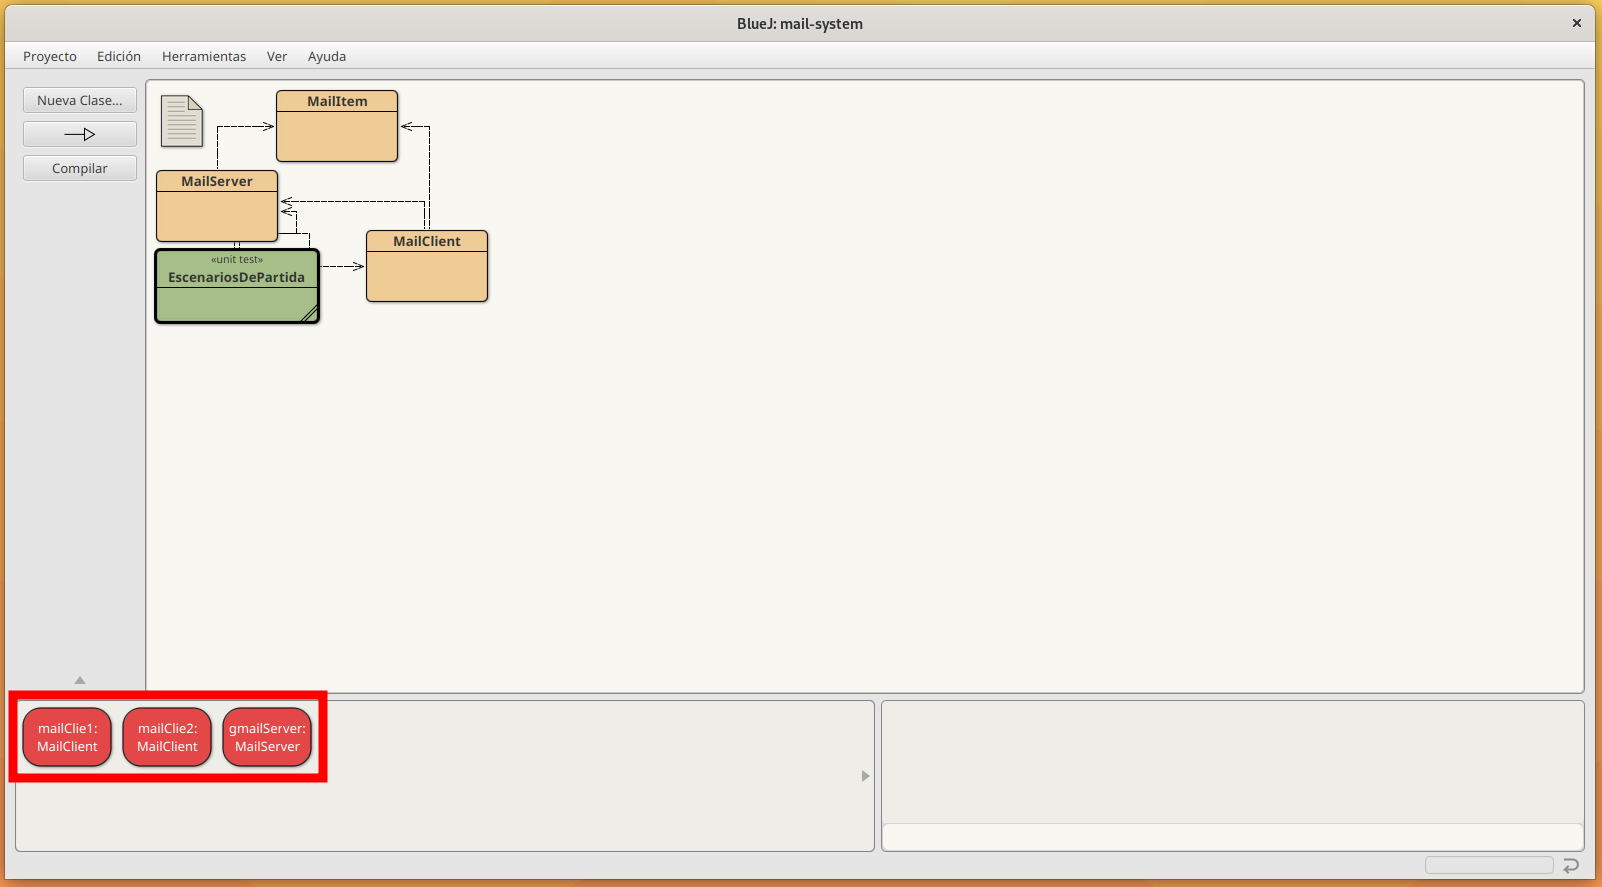 BlueJ: mail-system
Proyecto Edición Herramientas Ver Ayuda
Nueva Clase...
Compilar
MailItem
MailServer
MailClient
«unit test»
EscenariosDePartida
mailClie1:
MailClient
mailClie2:
MailClient
gmailServer:
MailServer